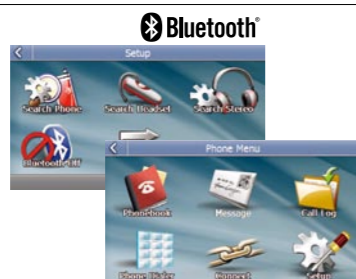 Bluetooth®
Setup
Search Phone Search Headset Search Stereo
Bluetooth Off
Phone Menu
Phonebook Message Call Log
Phone Dialer Connect Setup